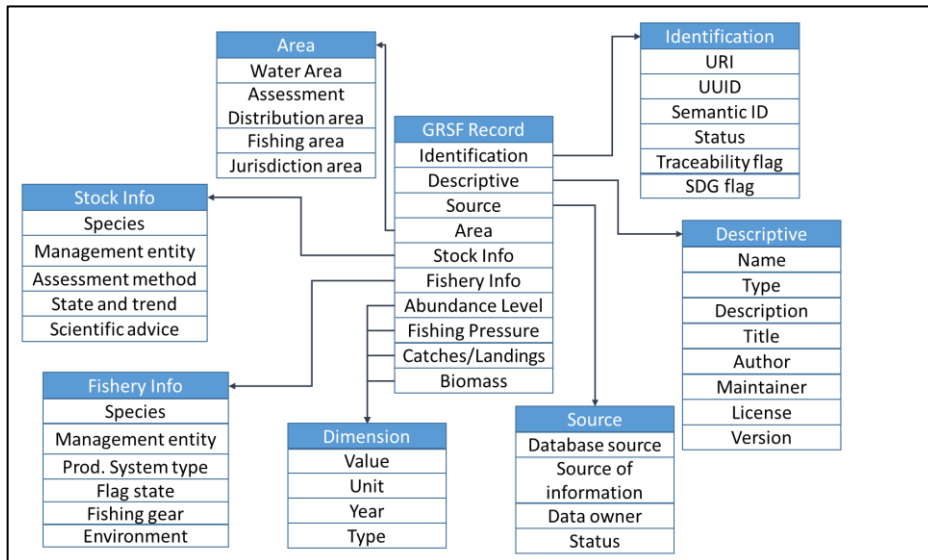 Area
Water Area
Assessment
Distribution area
Fishing area
Jurisdiction area
Identification
URI
UUID
Semantic ID
Status
Traceability flag
SDG flag
GRSF Record
Identification
Descriptive
Source
Area
Stock Info
Fishery Info
Abundance Level
Fishing Pressure
Catches/Landings
Biomass
Stock Info
Species
Management entity
Assessment method
State and trend
Scientific advice
Descriptive
Name
Type
Description
Title
Author
Maintainer
License
Version
Fishery Info
Species
Management entity
Prod. System type
Flag state
Fishing gear
Environment
Dimension
Value
Unit
Year
Type
Source
Database source
Source of
information
Data owner
Status